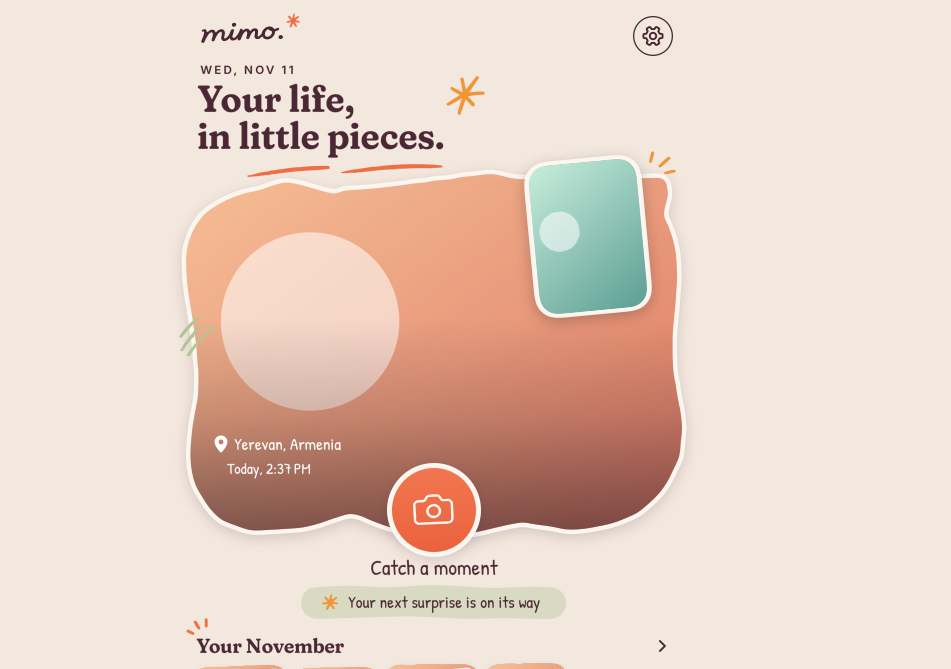 mimo.
WED, NOV 11
Your life,
in little pieces.
Yerevan, Armenia
Today, 2:37 PM
Catch a moment
Your next surprise is on its way
Your November